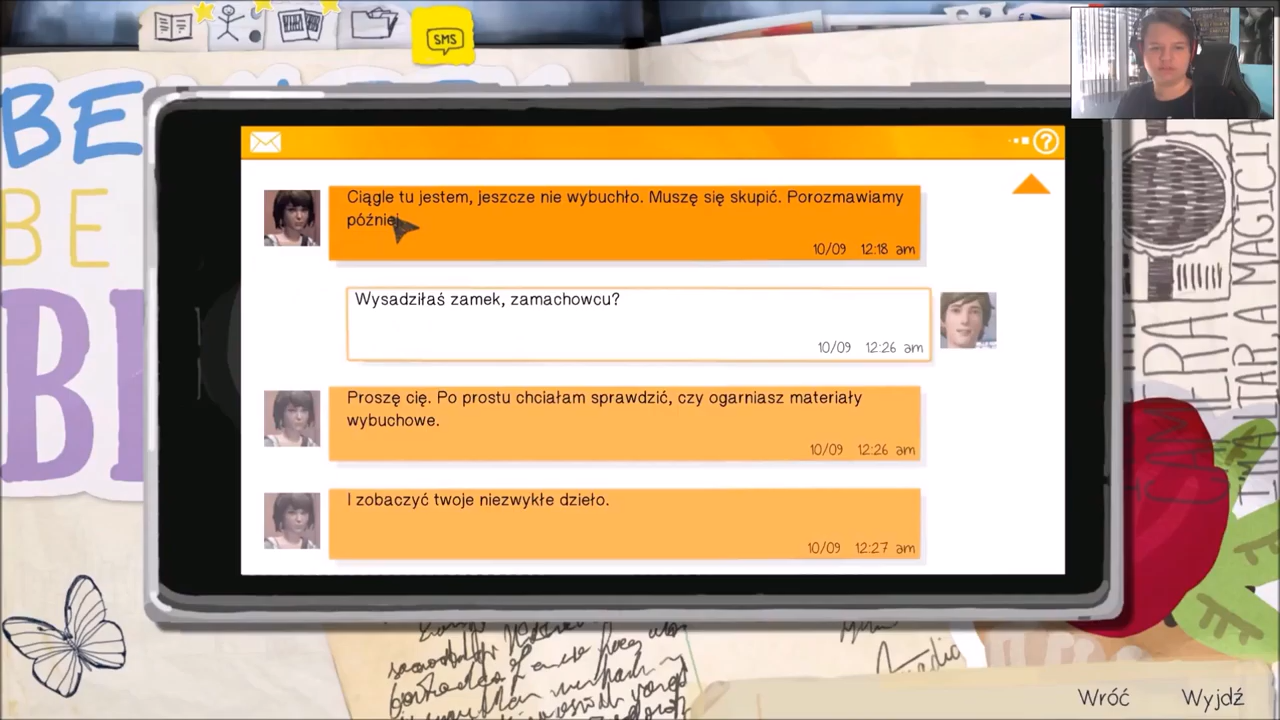 SMS
BE
BE
Ciągle tu jestem, jeszcze nie wybuchło. Muszę się skupić. Porozmawiamy
później.
10/09 12:18 am
Wysadziłaś zamek, zamachowcu?
10/09 12:26 am
Proszę cię. Po prostu chciałam sprawdzić, czy ogarniasz materiały
wybuchowe.
10/09 12:26 am
I zobaczyć twoje niezwykłe dzieło.
10/09 12:27 am
Wróć
Wyjdź